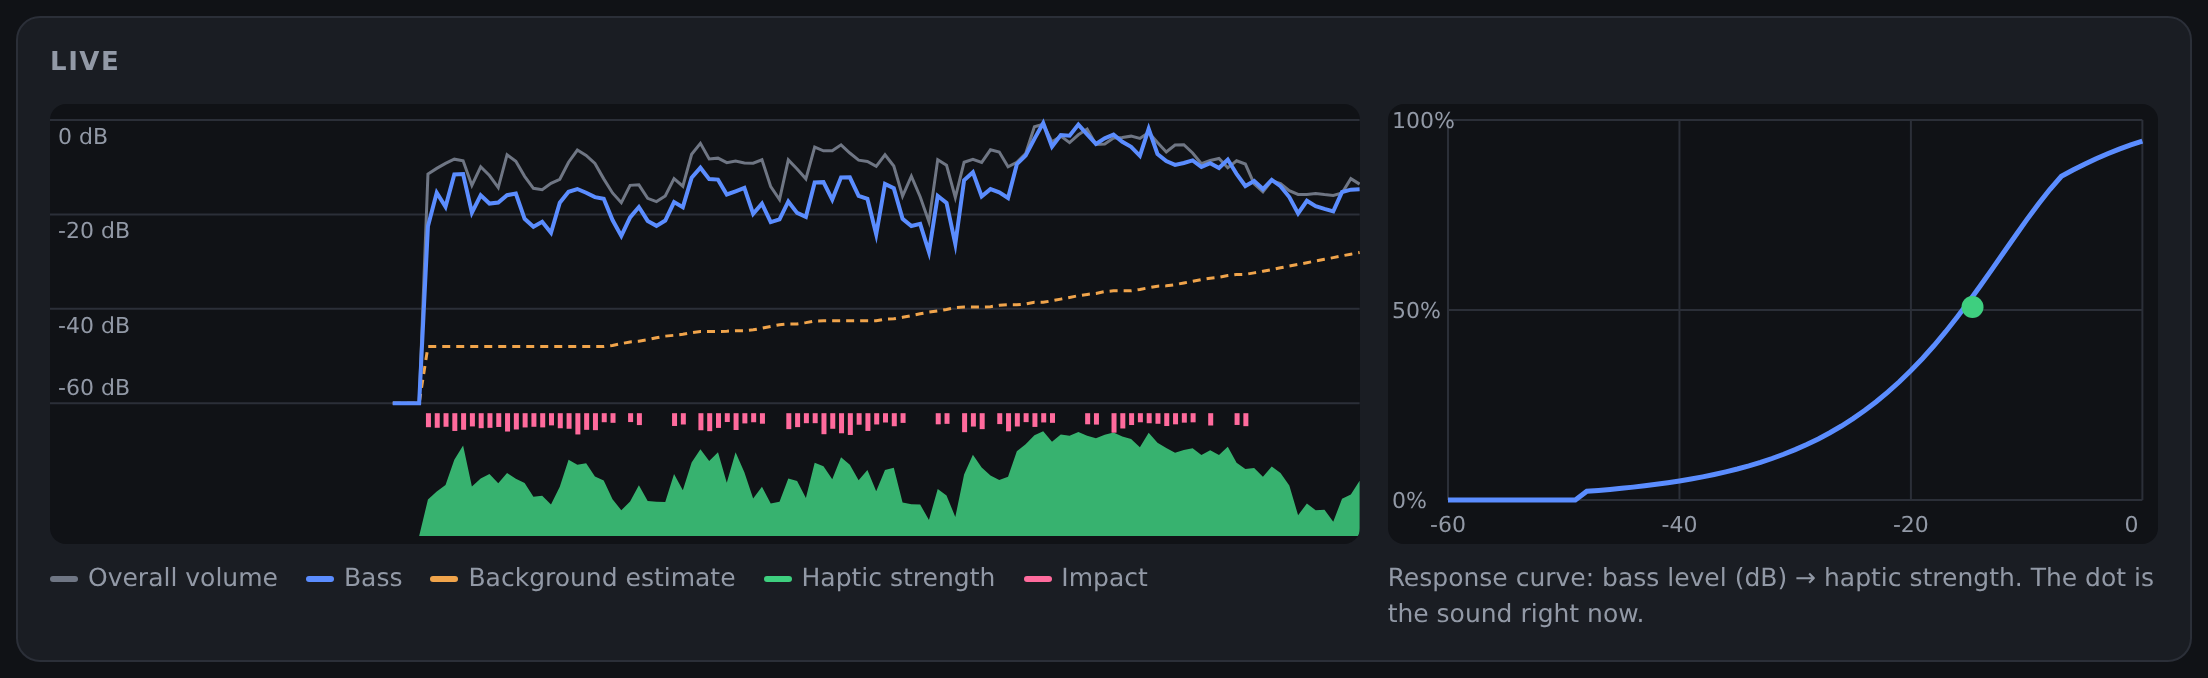 LIVE
0 dB
-20 dB
-40 dB
-60 dB
100%
50%
0%
-60 -40 -20 0
Overall volume Bass Background estimate Haptic strength Impact
Response curve: bass level (dB) → haptic strength. The dot is
the sound right now.